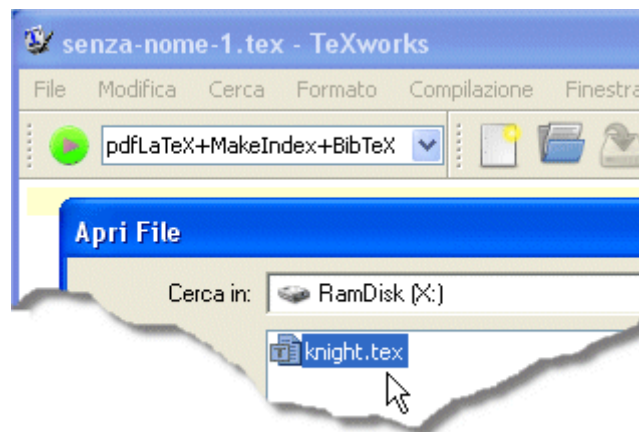 senza-nome-1.tex - TeXworks
File Modifica Cerca Formato Compilazione Finestra
pdfLaTeX+MakeIndex+BibTeX
Apri File
Cerca in: RamDisk (X:)
knight.tex